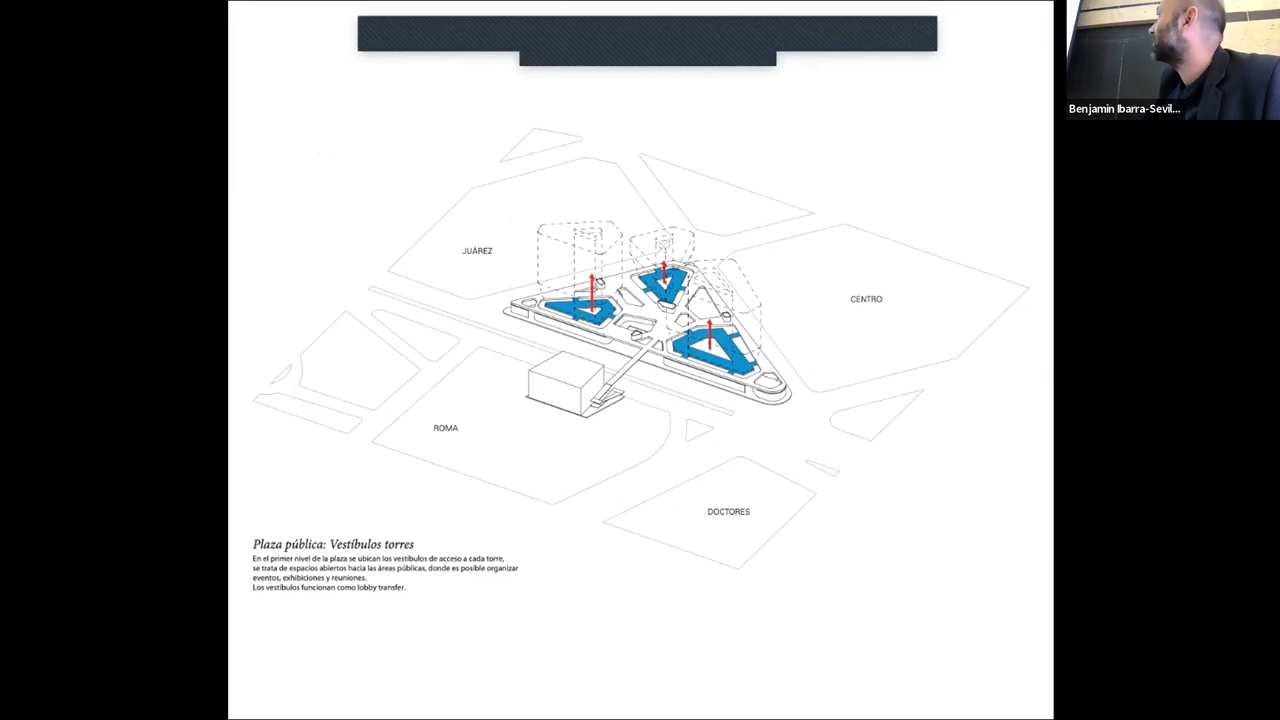 Benjamin Ibarra-Sevil...
JUÁREZ
CENTRO
ROMA
DOCTORES
Plaza pública: Vestíbulos torres
En el primer nivel de la plaza se ubican los vestíbulos de acceso a cada torre,
se trata de espacios abiertos hacia las áreas públicas, donde es posible organizar
eventos, exhibiciones y reuniones.
Los vestíbulos funcionan como lobby transfer.